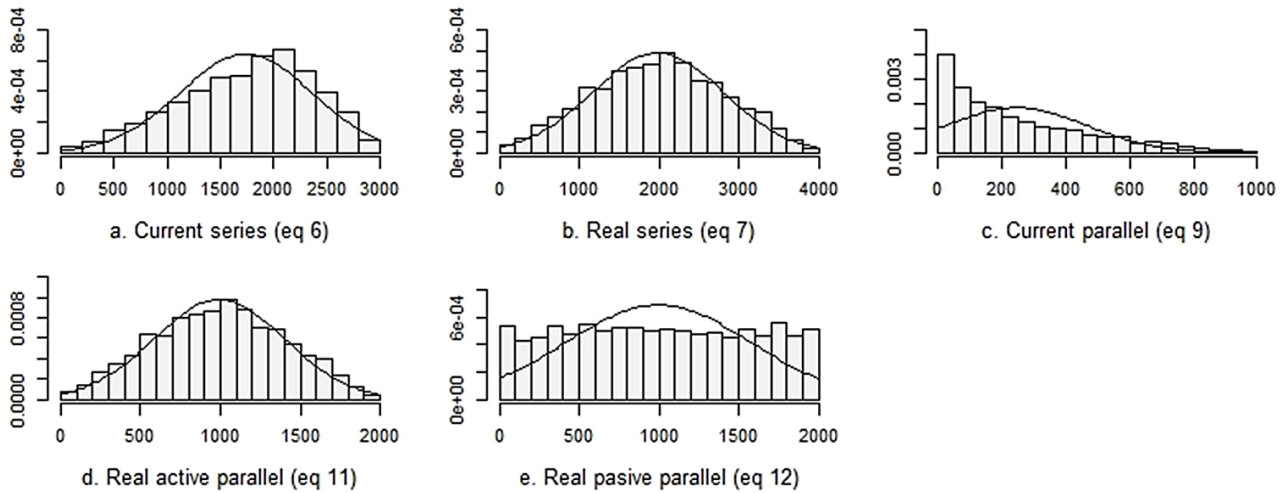 8e-04
4e-04
0e+00
0 500 1000 1500 2000 2500 3000
a. Current series (eq 6)
6e-04
3e-04
0e+00
0 1000 2000 3000 4000
b. Real series (eq 7)
0.003
0.000
0 200 400 600 800 1000
c. Current parallel (eq 9)
0.0008
0.0000
0 500 1000 1500 2000
d. Real active parallel (eq 11)
6e-04
0e+00
0 500 1000 1500 2000
e. Real pasive parallel (eq 12)